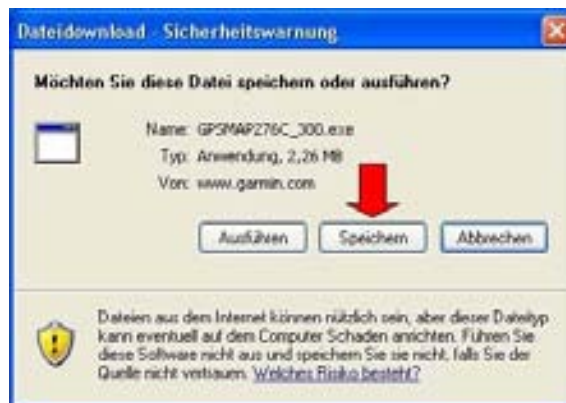 Dateidownload - Sicherheitswarnung
Möchten Sie diese Datei speichern oder ausführen?
Name: GPSMAP276C_300.exe
Typ: Anwendung, 2,26 MB
Von: www.garmin.com
Ausführen Speichern Abbrechen
Dateien aus dem Internet können nützlich sein, aber dieser Dateityp
kann eventuell auf dem Computer Schaden anrichten. Führen Sie
diese Software nicht aus und speichern Sie sie nicht, falls Sie der
Quelle nicht vertrauen. Welches Risiko besteht?